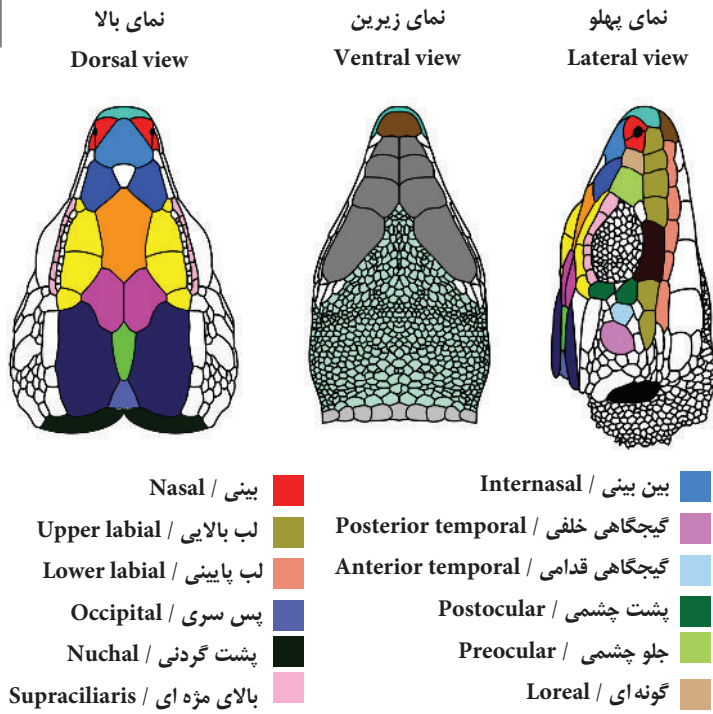 نمای بالا
Dorsal view
نمای زیرین
Ventral view
نمای پهلو
Lateral view
بین بینی / Internasal
گیجگاهی خلفی / Posterior temporal
گیجگاهی قدامی / Anterior temporal
پشت چشمی / Postocular
جلو چشمی / Preocular
گونه ای / Loreal
بینی / Nasal
لب بالایی / Upper labial
لب پایینی / Lower labial
پس سری / Occipital
پشت گردنی / Nuchal
بالای مژه ای / Supraciliaris